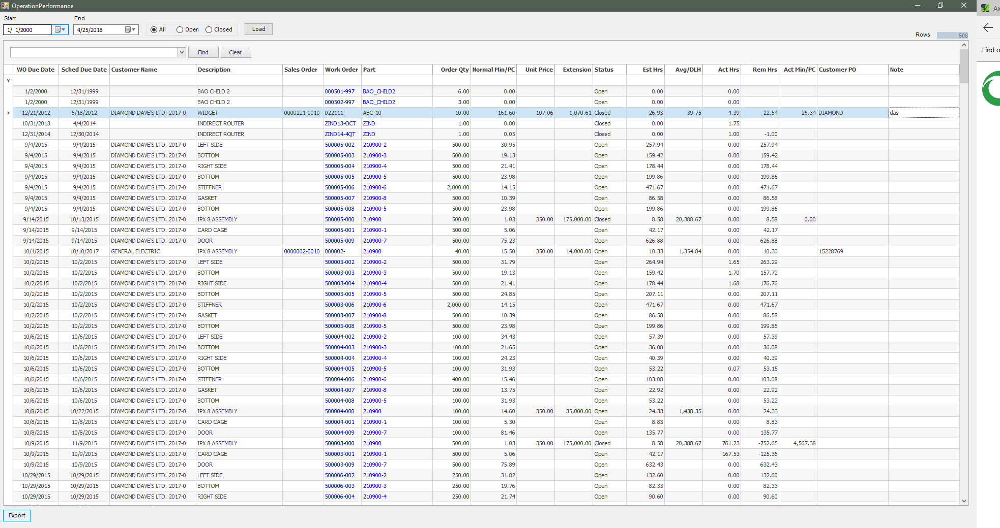 OperationPerformance
Ax
Start End
1/ 1/2000 4/25/2018 All Open Closed Load
Rows 508
Find o
Find Clear
WO Due Date Sched Due Date Customer Name Description Sales Order Work Order Part Order Qty Normal Min/PC Unit Price Extension Status Est Hrs Avg/DLH Act Hrs Rem Hrs Act Min/PC Customer PO Note
1/2/2000 12/31/1999 BAO CHILD 2 000501-997 BAO_CHILD2 6.00 0.00 Open 0.00 0.00
1/2/2000 12/31/1999 BAO CHILD 2 000502-997 BAO_CHILD2 3.00 0.00 Open 0.00 0.00
12/21/2012 5/18/2012 DIAMOND DAVE'S LTD. 2017-0 WIDGET 0000221-0010 022111- ABC-10 10.00 161.60 107.06 1,070.61 Closed 26.93 39.75 4.39 22.54 26.34 DIAMOND das
10/31/2013 4/4/2014 INDIRECT ROUTER ZIND13-OCT ZIND 1.00 0.00 Closed 0.00 1.75
12/31/2014 12/30/2014 INDIRECT ROUTER ZIND14-4QT ZIND 1.00 0.05 Closed 0.00 1.00 -1.00
9/4/2015 9/4/2015 DIAMOND DAVE'S LTD. 2017-0 LEFT SIDE 500005-002 210900-2 500.00 30.95 Open 257.94 0.00 257.94
9/4/2015 9/4/2015 DIAMOND DAVE'S LTD. 2017-0 BOTTOM 500005-003 210900-3 500.00 19.13 Open 159.42 0.00 159.42
9/4/2015 9/4/2015 DIAMOND DAVE'S LTD. 2017-0 RIGHT SIDE 500005-004 210900-4 500.00 21.41 Open 178.44 0.00 178.44
9/4/2015 9/4/2015 DIAMOND DAVE'S LTD. 2017-0 BOTTOM 500005-005 210900-5 500.00 23.98 Open 199.86 0.00 199.86
9/4/2015 9/4/2015 DIAMOND DAVE'S LTD. 2017-0 STIFFNER 500005-006 210900-6 2,000.00 14.15 Open 471.67 0.00 471.67
9/4/2015 9/4/2015 DIAMOND DAVE'S LTD. 2017-0 GASKET 500005-007 210900-8 500.00 10.39 Open 86.58 0.00 86.58
9/4/2015 9/4/2015 DIAMOND DAVE'S LTD. 2017-0 BOTTOM 500005-008 210900-5 500.00 23.98 Open 199.86 0.00 199.86
9/14/2015 10/13/2015 DIAMOND DAVE'S LTD. 2017-0 IPX 8 ASSEMBLY 500005-000 210900 500.00 1.03 350.00 175,000.00 Closed 8.58 20,388.67 0.00 8.58 0.00
9/14/2015 9/14/2015 DIAMOND DAVE'S LTD. 2017-0 CARD CAGE 500005-001 210900-1 500.00 5.06 Open 42.17 0.00 42.17
9/14/2015 9/14/2015 DIAMOND DAVE'S LTD. 2017-0 DOOR 500005-009 210900-7 500.00 75.23 Open 626.88 0.00 626.88
10/1/2015 10/10/2017 GENERAL ELECTRIC IPX 8 ASSEMBLY 0000002-0010 000002- 210900 40.00 15.50 350.00 14,000.00 Open 10.33 1,354.84 0.00 10.33 15228769
10/2/2015 10/2/2015 DIAMOND DAVE'S LTD. 2017-0 LEFT SIDE 500003-002 210900-2 500.00 31.79 Open 264.94 1.65 263.29
10/2/2015 10/2/2015 DIAMOND DAVE'S LTD. 2017-0 BOTTOM 500003-003 210900-3 500.00 19.13 Open 159.42 1.70 157.72
10/2/2015 10/2/2015 DIAMOND DAVE'S LTD. 2017-0 RIGHT SIDE 500003-004 210900-4 500.00 21.41 Open 178.44 1.68 176.76
10/2/2015 10/2/2015 DIAMOND DAVE'S LTD. 2017-0 BOTTOM 500003-005 210900-5 500.00 24.85 Open 207.11 0.00 207.11
10/2/2015 10/2/2015 DIAMOND DAVE'S LTD. 2017-0 STIFFNER 500003-006 210900-6 2,000.00 14.15 Open 471.67 0.00 471.67
10/2/2015 10/2/2015 DIAMOND DAVE'S LTD. 2017-0 GASKET 500003-007 210900-8 500.00 10.39 Open 86.58 0.00 86.58
10/2/2015 10/2/2015 DIAMOND DAVE'S LTD. 2017-0 BOTTOM 500003-008 210900-5 500.00 23.98 Open 199.86 0.00 199.86
10/6/2015 10/6/2015 DIAMOND DAVE'S LTD. 2017-0 LEFT SIDE 500004-002 210900-2 100.00 34.43 Open 57.39 0.00 57.39
10/6/2015 10/6/2015 DIAMOND DAVE'S LTD. 2017-0 BOTTOM 500004-003 210900-3 100.00 21.65 Open 36.08 0.00 36.08
10/6/2015 10/6/2015 DIAMOND DAVE'S LTD. 2017-0 RIGHT SIDE 500004-004 210900-4 100.00 24.23 Open 40.39 0.00 40.39
10/6/2015 10/6/2015 DIAMOND DAVE'S LTD. 2017-0 BOTTOM 500004-005 210900-5 100.00 31.93 Open 53.22 0.07 53.15
10/6/2015 10/6/2015 DIAMOND DAVE'S LTD. 2017-0 STIFFNER 500004-006 210900-6 400.00 15.46 Open 103.08 0.00 103.08
10/6/2015 10/6/2015 DIAMOND DAVE'S LTD. 2017-0 GASKET 500004-007 210900-8 100.00 13.75 Open 22.92 0.00 22.92
10/6/2015 10/6/2015 DIAMOND DAVE'S LTD. 2017-0 BOTTOM 500004-008 210900-5 100.00 31.93 Open 53.22 0.00 53.22
10/8/2015 10/22/2015 DIAMOND DAVE'S LTD. 2017-0 IPX 8 ASSEMBLY 500004-000 210900 100.00 14.60 350.00 35,000.00 Open 24.33 1,438.35 0.00 24.33
10/8/2015 10/8/2015 DIAMOND DAVE'S LTD. 2017-0 CARD CAGE 500004-001 210900-1 100.00 5.30 Open 8.83 0.00 8.83
10/8/2015 10/8/2015 DIAMOND DAVE'S LTD. 2017-0 DOOR 500004-009 210900-7 100.00 81.46 Open 135.77 0.00 135.77
10/9/2015 11/9/2015 DIAMOND DAVE'S LTD. 2017-0 IPX 8 ASSEMBLY 500003-000 210900 500.00 1.03 350.00 175,000.00 Closed 8.58 20,388.67 761.23 -752.65 4,567.38
10/9/2015 10/9/2015 DIAMOND DAVE'S LTD. 2017-0 CARD CAGE 500003-001 210900-1 500.00 5.06 Open 42.17 167.53 -125.36
10/9/2015 10/9/2015 DIAMOND DAVE'S LTD. 2017-0 DOOR 500003-009 210900-7 500.00 75.89 Open 632.43 0.00 632.43
10/29/2015 10/29/2015 DIAMOND DAVE'S LTD. 2017-0 LEFT SIDE 500006-002 210900-2 250.00 31.82 Open 132.60 0.00 132.60
10/29/2015 10/29/2015 DIAMOND DAVE'S LTD. 2017-0 BOTTOM 500006-003 210900-3 250.00 19.76 Open 82.33 0.00 82.33
10/29/2015 10/29/2015 DIAMOND DAVE'S LTD. 2017-0 RIGHT SIDE 500006-004 210900-4 250.00 21.74 Open 90.60 0.00 90.60
Export